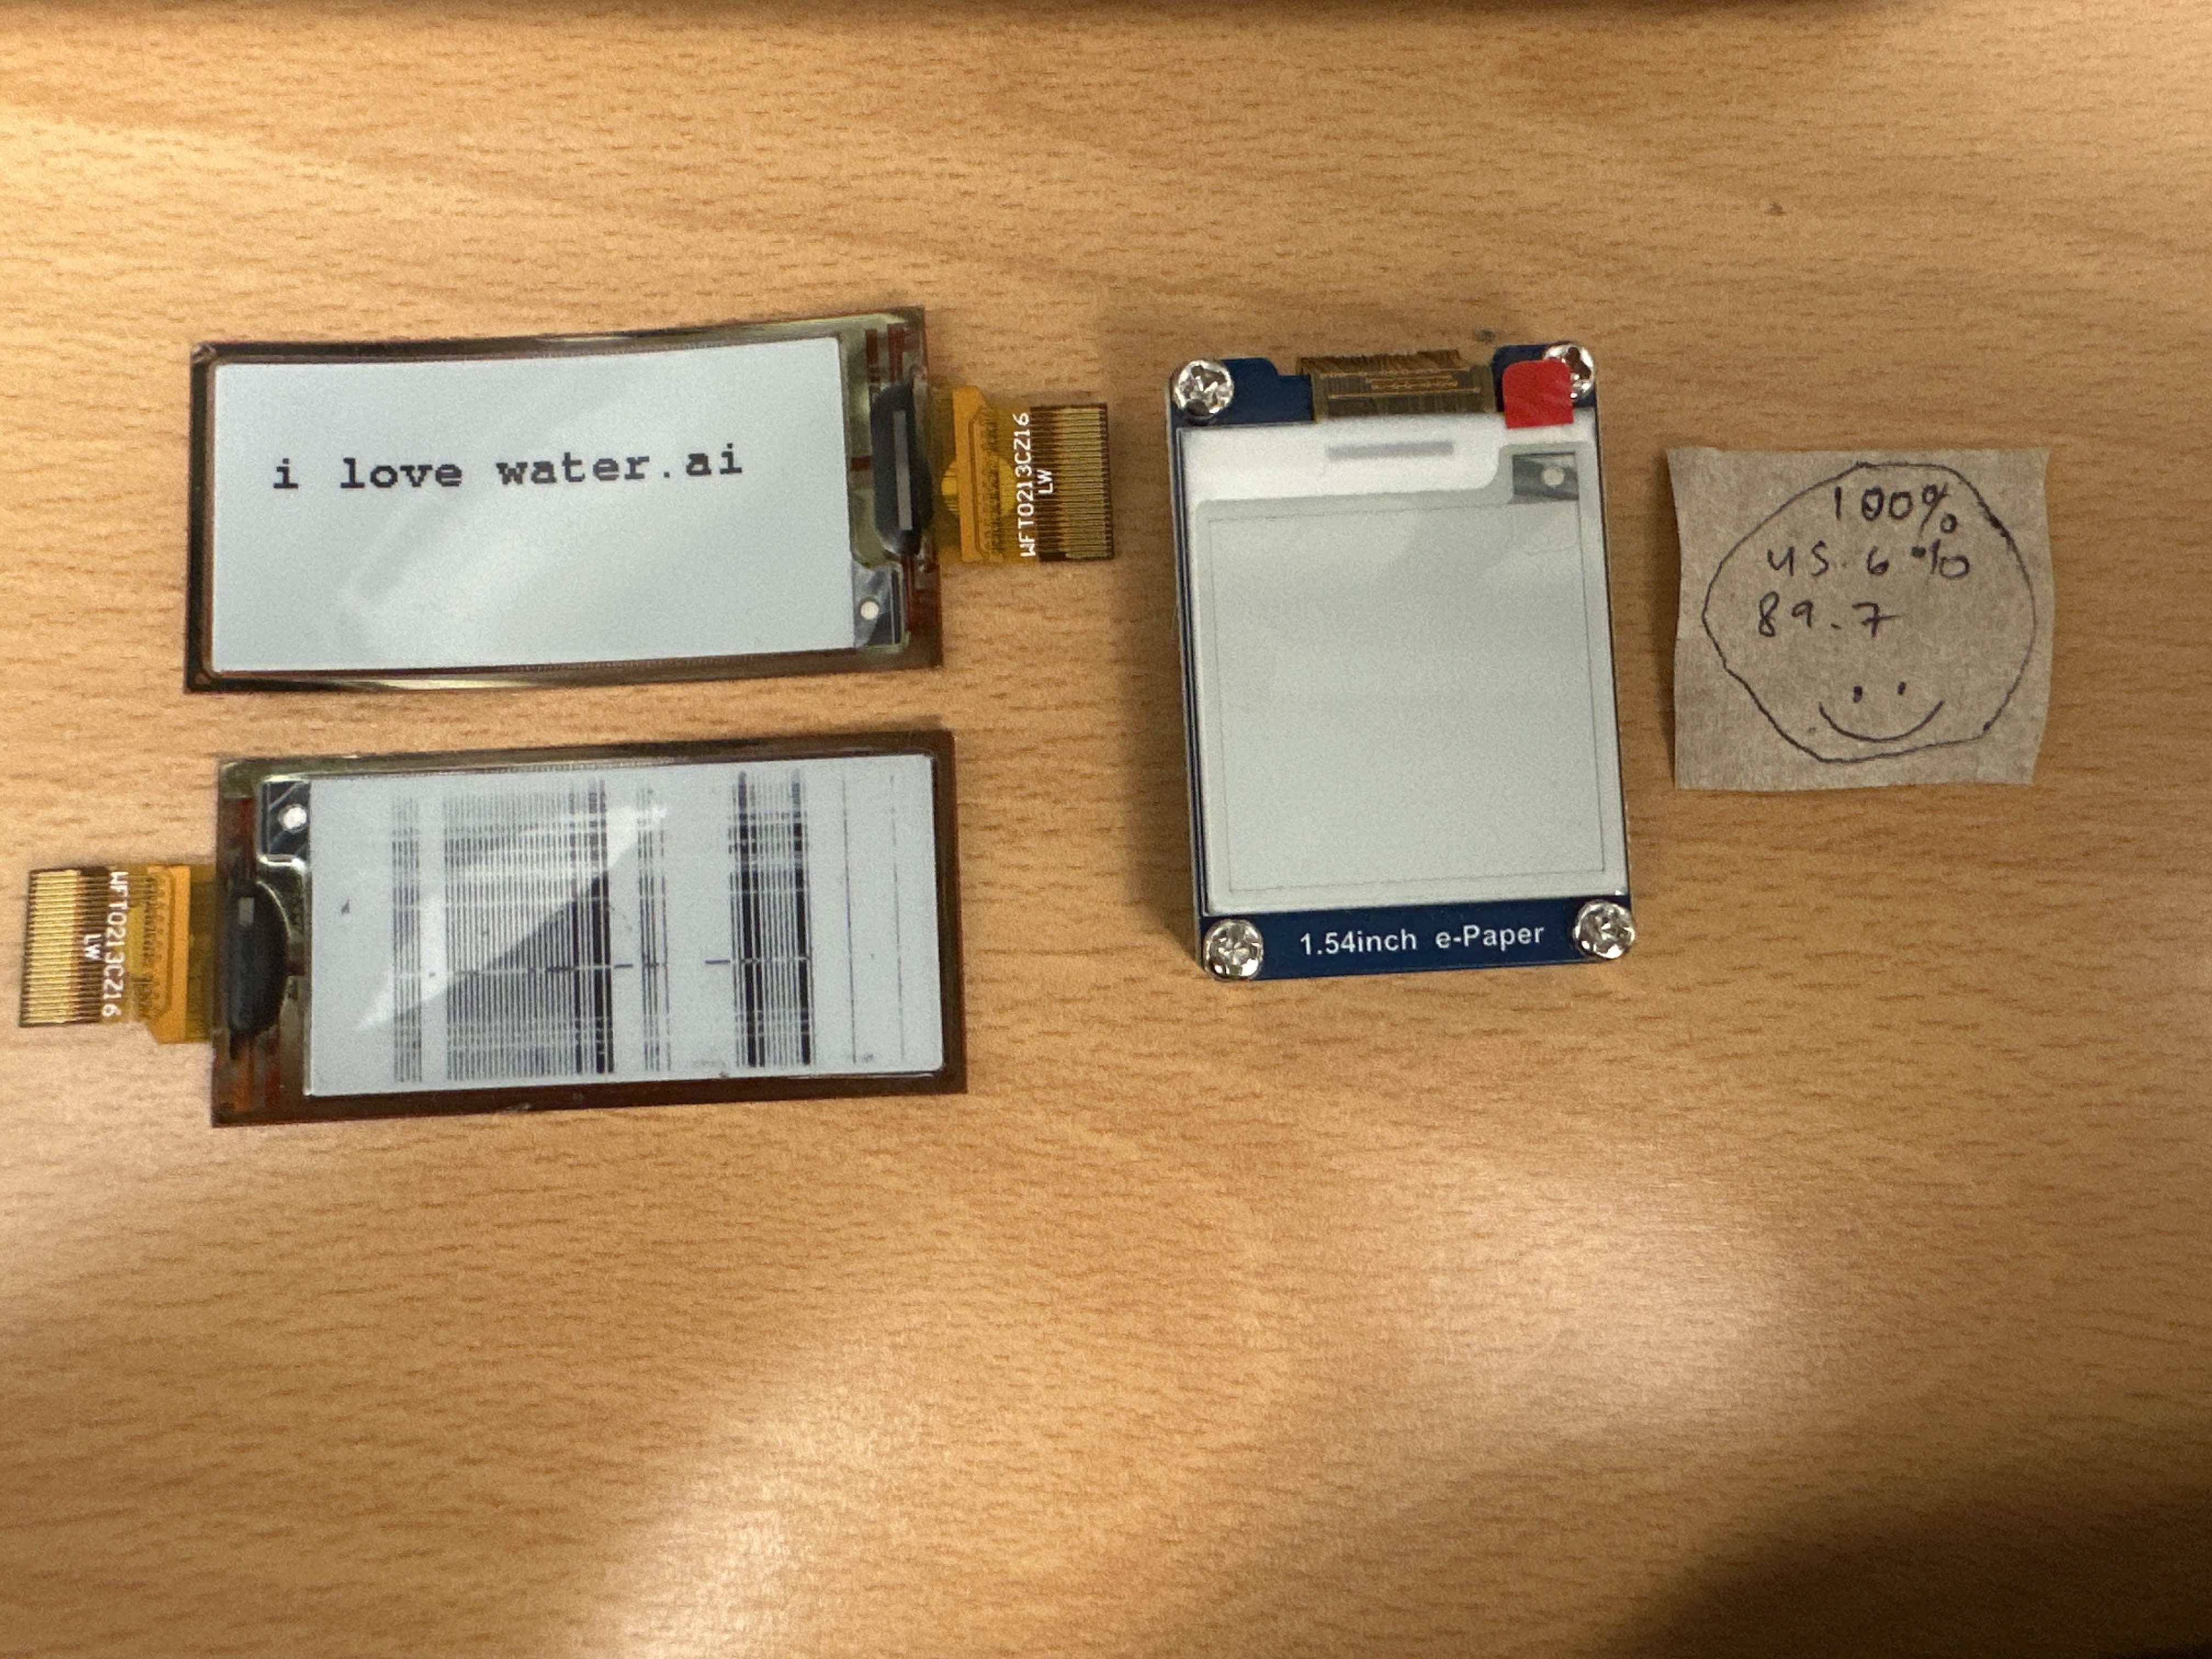 i love water.ai
WFT0213CZ16
LW
WFT0213CZ16
LW
1.54inch e-Paper
100%
45.6%
89.7